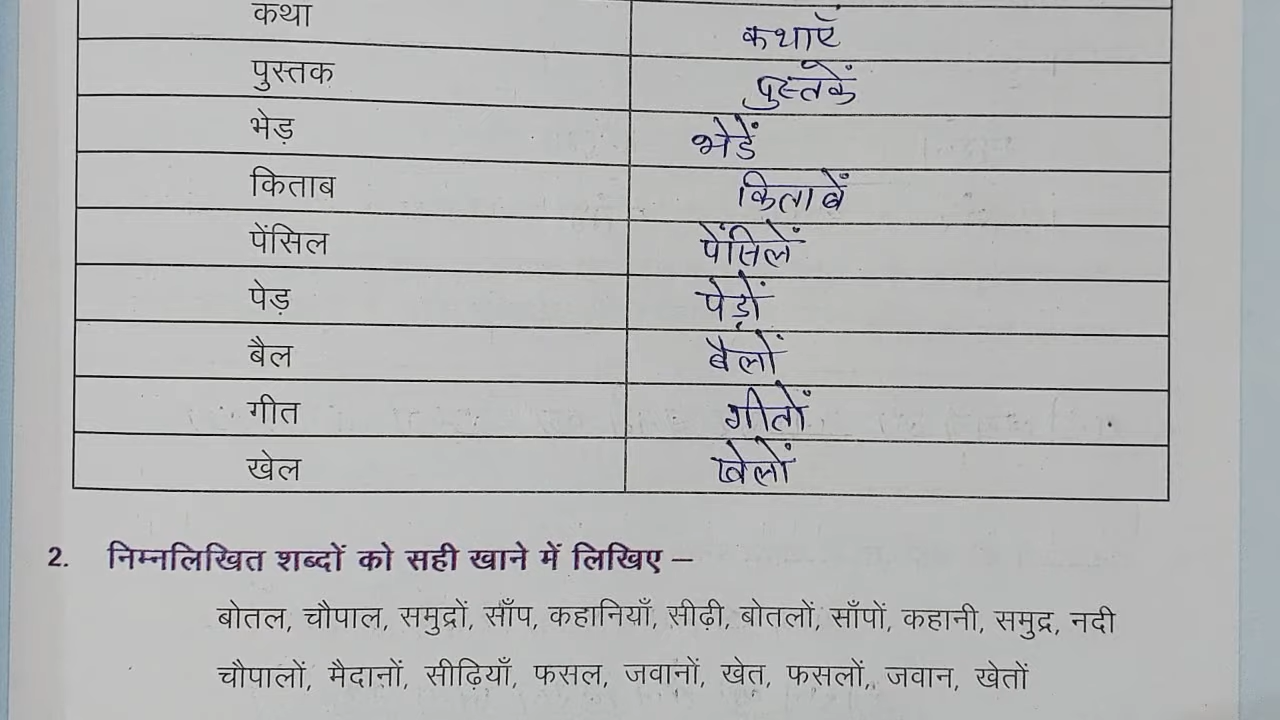 कथा कथाएँ
पुस्तक पुस्तकें
भेड़ भेडें
किताब किताबें
पेंसिल पेंसिलें
पेड़ पेड़ों
बैल बैलों
गीत गीतों
खेल खेलों
2. निम्नलिखित शब्दों को सही खाने में लिखिए –
बोतल, चौपाल, समुद्रों, साँप, कहानियाँ, सीढ़ी, बोतलों, साँपों, कहानी, समुद्र, नदी
चौपालों, मैदानों, सीढ़ियाँ, फसल, जवानों, खेत, फसलों, जवान, खेतों